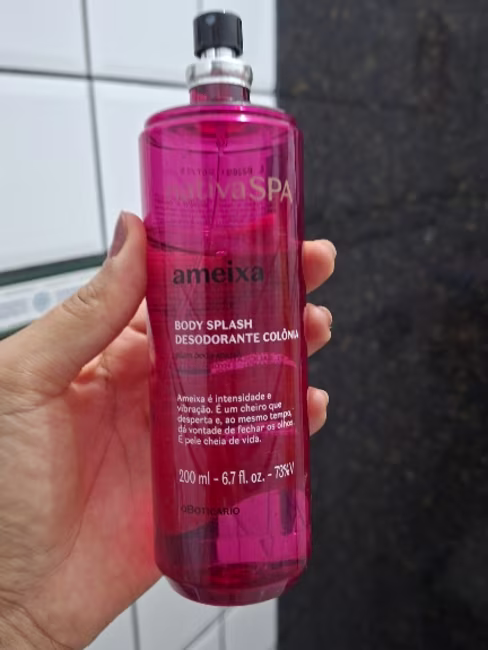 nativaSPA
ameixa
BODY SPLASH
DESODORANTE COLÔNIA
Ameixa é intensidade e
vibração. É um cheiro que
desperta e, ao mesmo tempo,
dá vontade de fechar os olhos.
É pele cheia de vida.
200 ml - 6.7 fl. oz. - 73%V
oBOTICÁRIO